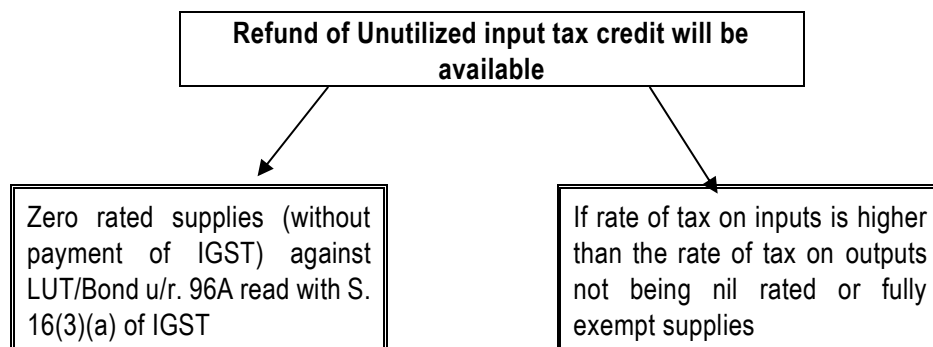 Refund of Unutilized input tax credit will be
available
Zero rated supplies (without
payment of IGST) against
LUT/Bond u/r. 96A read with S.
16(3)(a) of IGST
If rate of tax on inputs is higher
than the rate of tax on outputs
not being nil rated or fully
exempt supplies